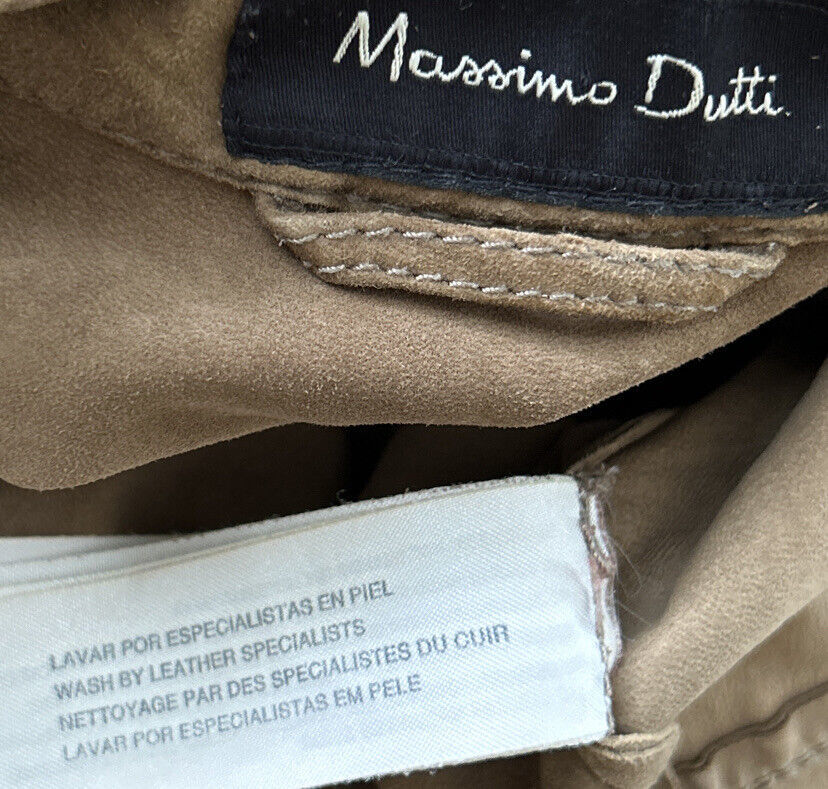 Massimo Dutti
LAVAR POR ESPECIALISTAS EN PIEL
WASH BY LEATHER SPECIALISTS
NETTOYAGE PAR DES SPECIALISTES DU CUIR
LAVAR POR ESPECIALISTAS EM PELE